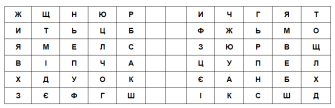 Ж Щ Н Ю Р И Ч Г Я Т
И Т Ь Ц Б Ф Ж Ь М О
Я М Е Л С З Ю Р В Щ
В І П Ч А Ц У П Е Л
Х Д У О К Є А Н Б Х
З Є Ф Г Ш І К С Ш Д